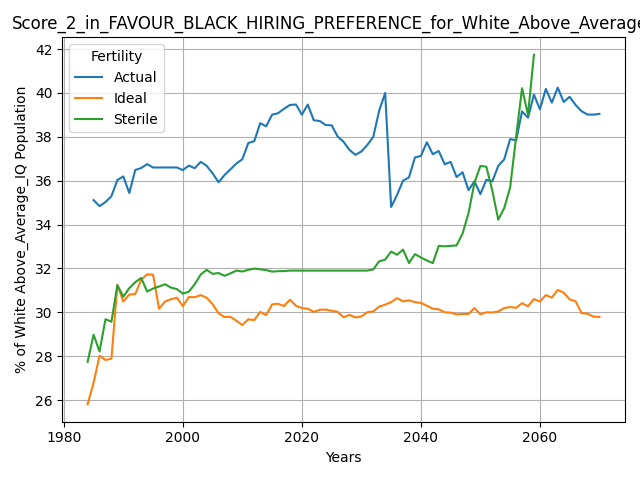 Score_2_in_FAVOUR_BLACK_HIRING_PREFERENCE_for_White_Above_Average
Fertility
Actual
Ideal
Sterile
% of White Above_Average_IQ Population
42
40
38
36
34
32
30
28
26
1980
2000
2020
2040
2060
Years